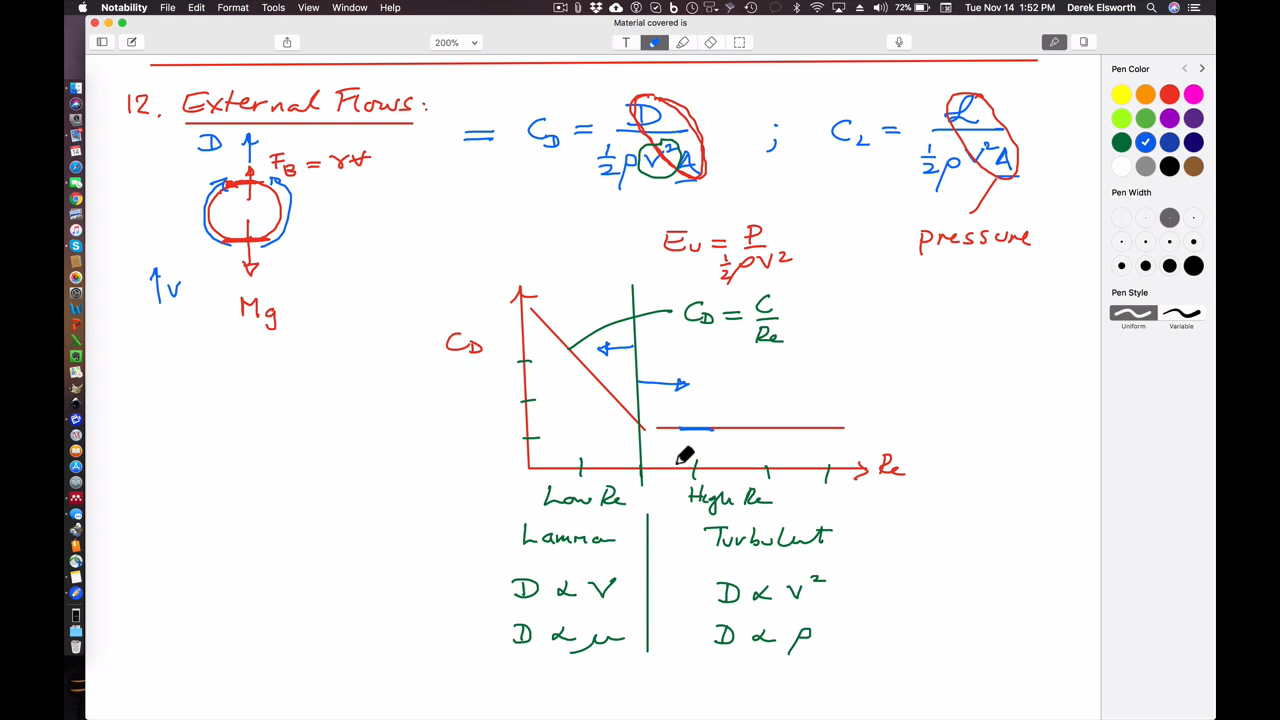 Notability File Edit Format Tools View Window Help 72% Tue Nov 14 1:52 PM Derek Elsworth
Material covered is
200% T
Pen Color
Pen Width
Pen Style
Uniform Variable
12. External Flows:
D
F_B = γ∀
v
Mg
= C_D = D / ½ρv²A ; C_L = L / ½ρv²A
pressure
Eu = P / ½ρv²
C_D = C / Re
C_D
Re
Low Re High Re
Lamina Turbulent
D ∝ V D ∝ v²
D ∝ μ D ∝ ρ